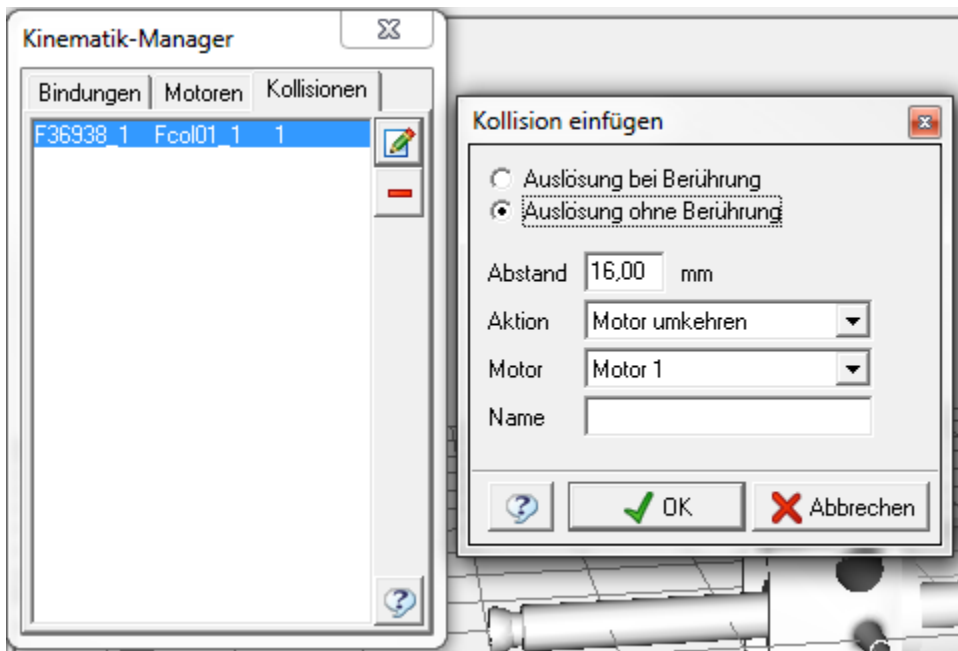 Kinematik-Manager
Bindungen Motoren Kollisionen
F36938_1 Fcol01_1 1
Kollision einfügen
Auslösung bei Berührung
Auslösung ohne Berührung
Abstand 16,00 mm
Aktion Motor umkehren
Motor Motor 1
Name
OK Abbrechen